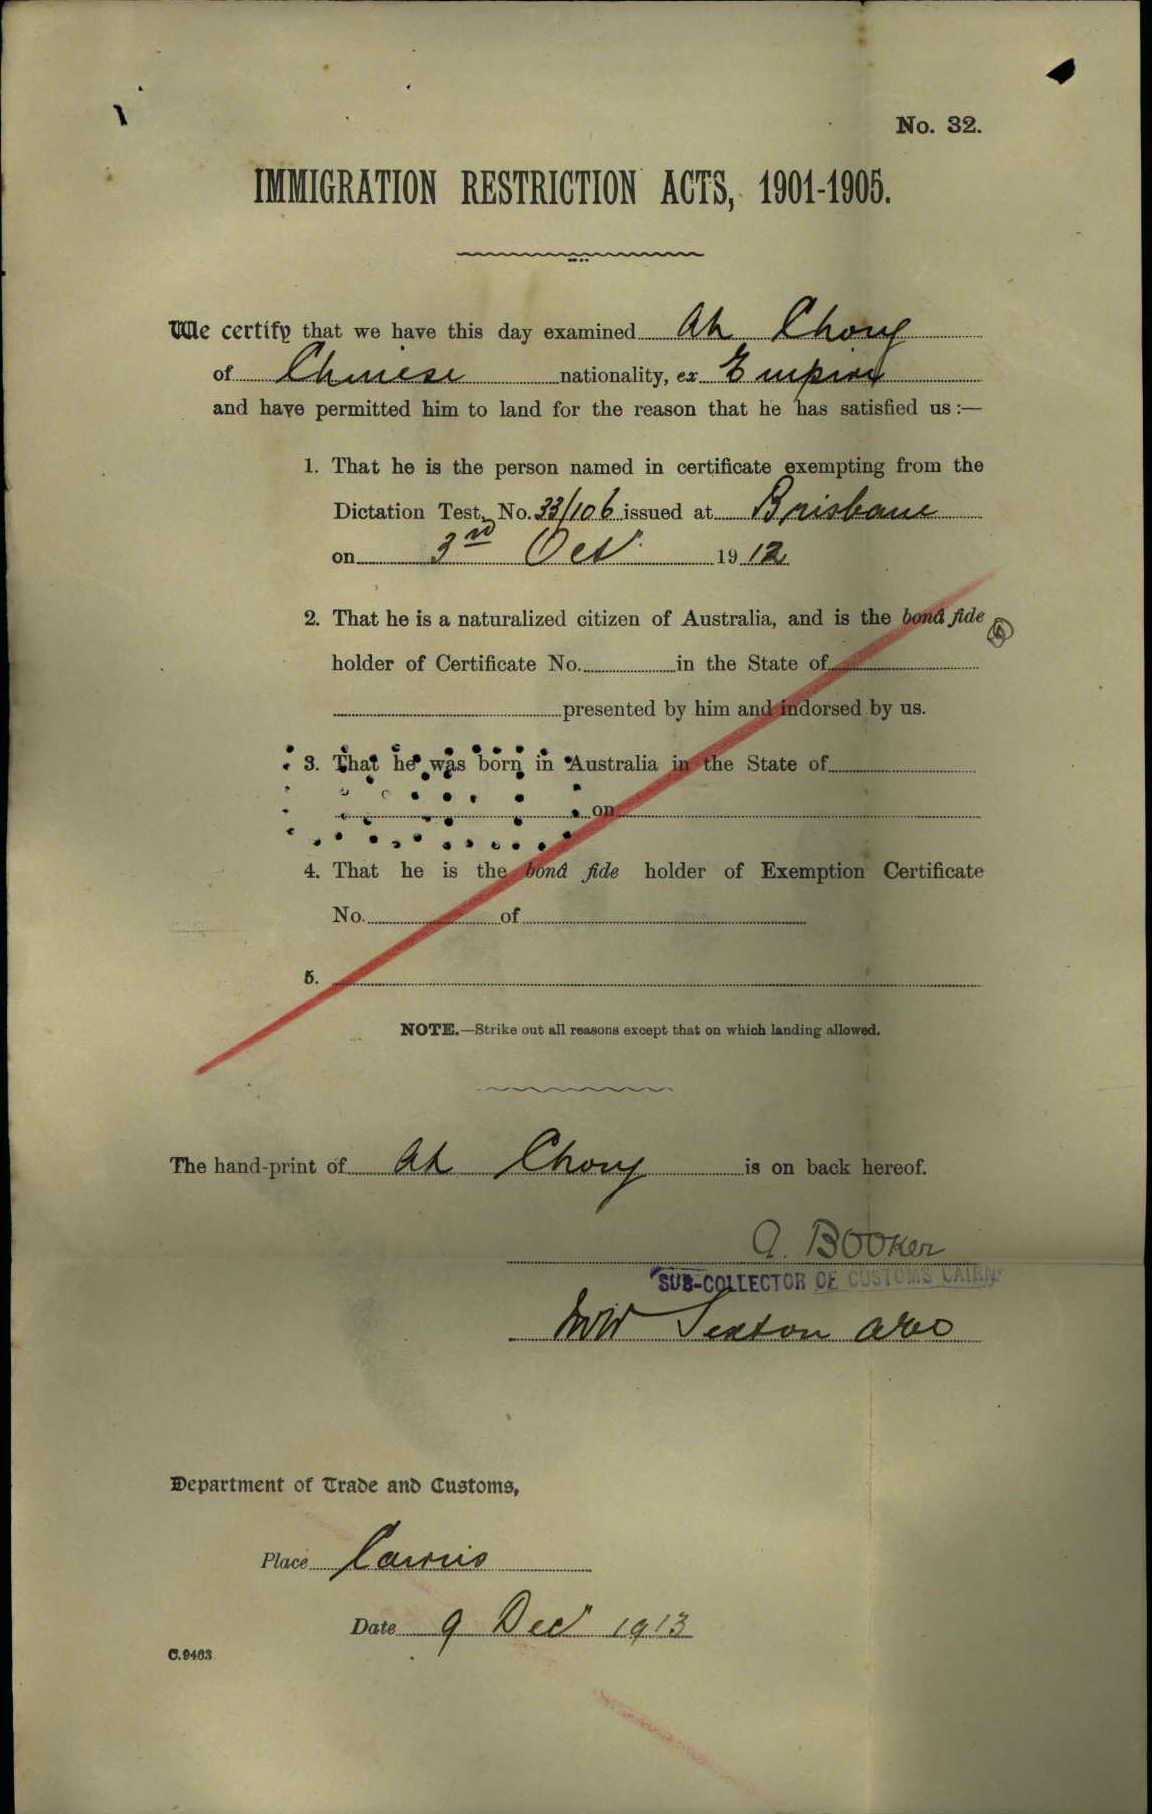 No. 32.
IMMIGRATION RESTRICTION ACTS, 1901-1905.
We certify that we have this day examined Ah Chong
of Chinese nationality, ex Empire
and have permitted him to land for the reason that he has satisfied us :—
1. That he is the person named in certificate exempting from the
Dictation Test, No. 33/106 issued at Brisbane
on 3rd Oct 1912
2. That he is a naturalized citizen of Australia, and is the bonâ fide
holder of Certificate No. in the State of
presented by him and indorsed by us.
3. That he was born in Australia in the State of
on
4. That he is the bonâ fide holder of Exemption Certificate
No. of
5.
NOTE.—Strike out all reasons except that on which landing allowed.
The hand-print of Ah Chong is on back hereof.
A. BOOKer
SUB-COLLECTOR OF CUSTOMS CAIRNS
Sexton
Department of Trade and Customs,
Place Cairns
Date 9 Dec 1913
C.9463